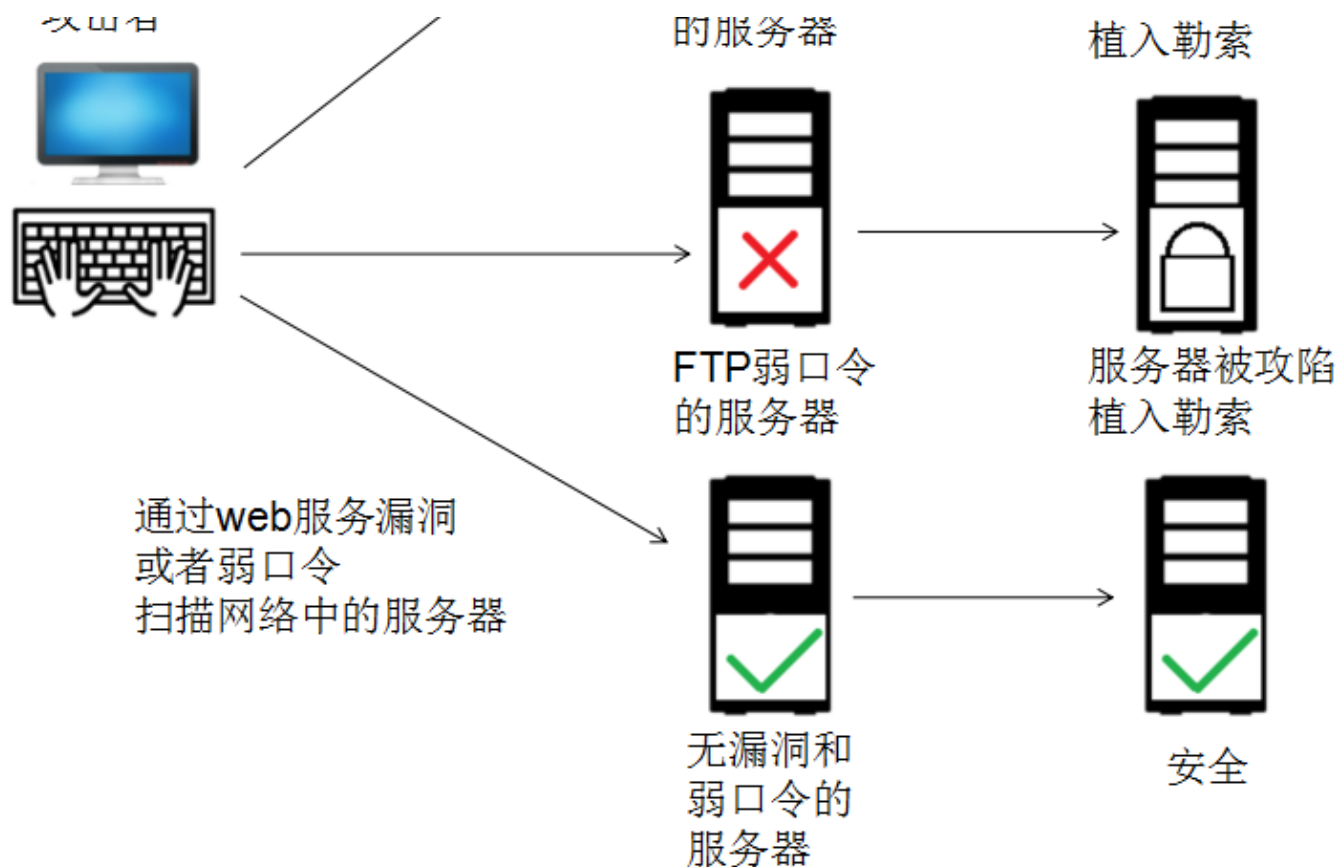 攻击者
的服务器
植入勒索
FTP弱口令
的服务器
服务器被攻陷
植入勒索
通过web服务漏洞
或者弱口令
扫描网络中的服务器
无漏洞和
弱口令的
服务器
安全